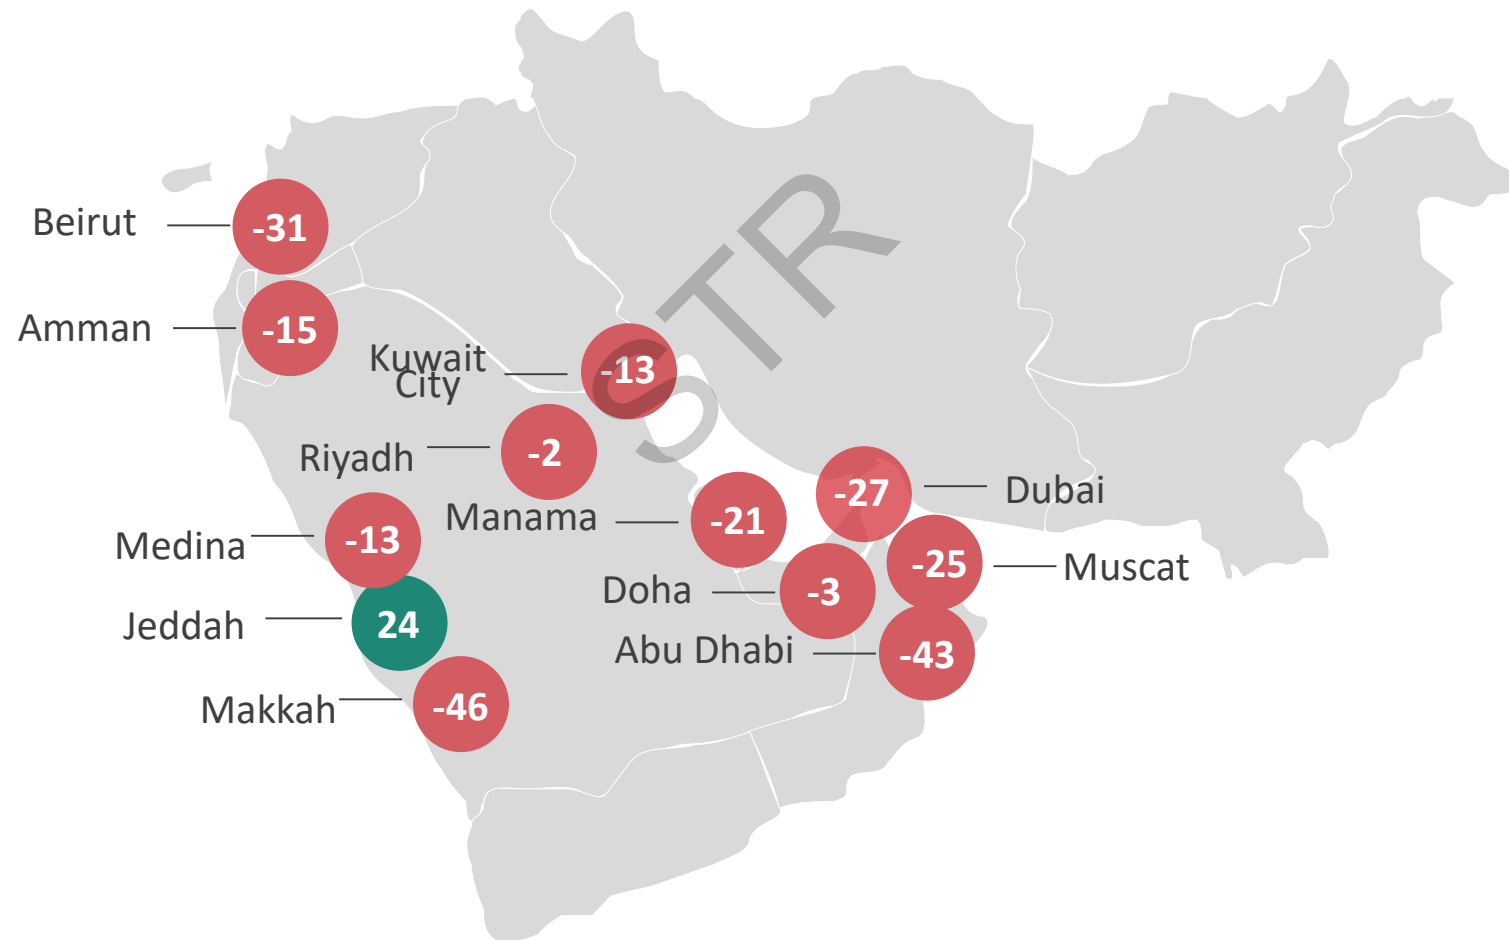 Beirut
-31
Amman
-15
Kuwait
City
-13
Riyadh
-2
Manama
-21
Dubai
-27
Medina
-13
Muscat
-25
Doha
-3
Jeddah
24
Abu Dhabi
-43
Makkah
-46
STR